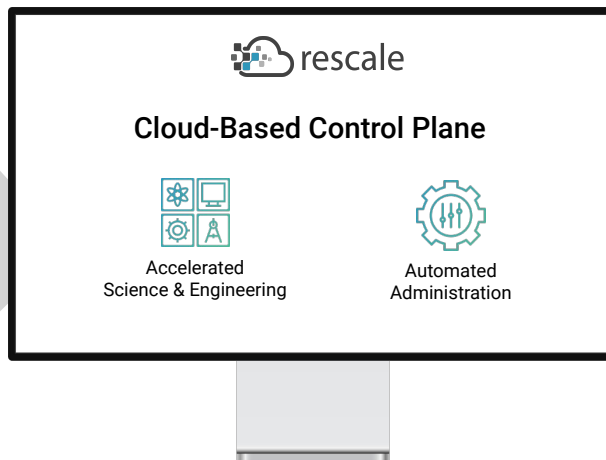 rescale
Cloud-Based Control Plane
Accelerated
Science & Engineering
Automated
Administration